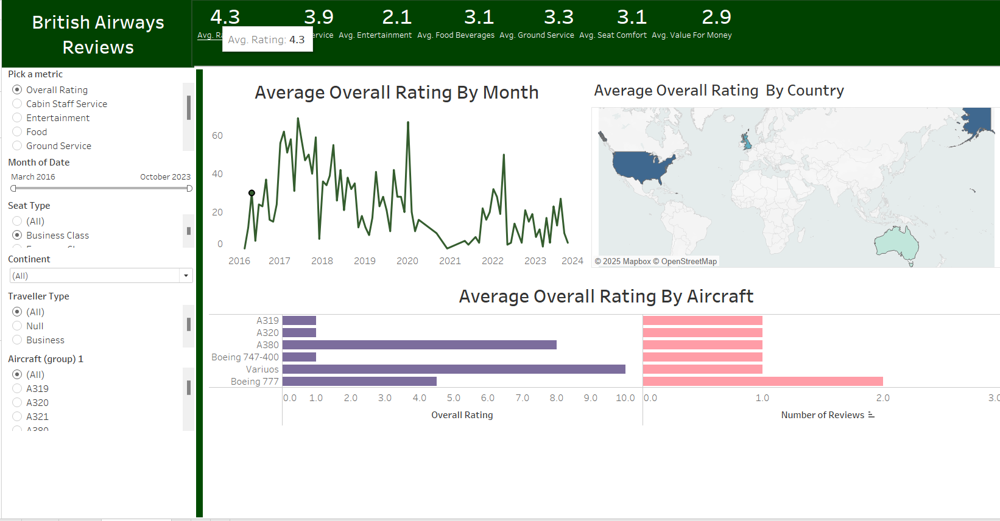 British Airways
Reviews
4.3
3.9
2.1
3.1
3.3
3.1
2.9
Avg.
Avg. Rating: 4.3
Avg. Entertainment
Avg. Food Beverages
Avg. Ground Service
Avg. Seat Comfort
Avg. Value For Money
Pick a metric
Overall Rating
Cabin Staff Service
Entertainment
Food
Ground Service
Month of Date
March 2016
October 2023
Seat Type
(All)
Business Class
Continent
(All)
Traveller Type
(All)
Null
Business
Aircraft (group) 1
(All)
A319
A320
A321
A380
Average Overall Rating By Month
60
40
20
0
2016 2017 2018 2019 2020 2021 2022 2023 2024
Average Overall Rating  By Country
© 2025 Mapbox © OpenStreetMap
Average Overall Rating By Aircraft
A319
A320
A380
Boeing 747-400
Variuos
Boeing 777
0.0 1.0 2.0 3.0 4.0 5.0 6.0 7.0 8.0 9.0 10.0
Overall Rating
0.0 1.0 2.0
Number of Reviews